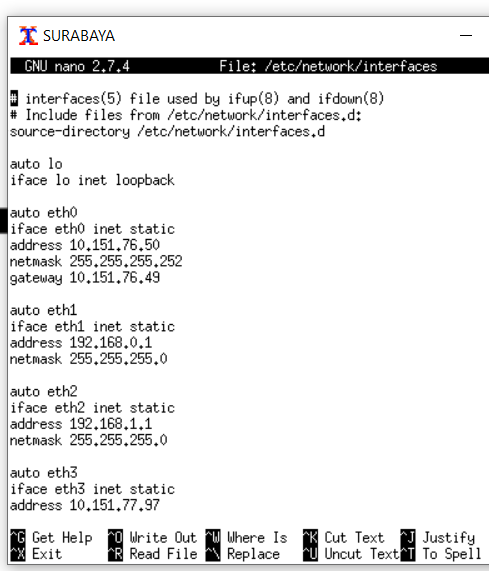 SURABAYA
GNU nano 2.7.4 File: /etc/network/interfaces
# interfaces(5) file used by ifup(8) and ifdown(8)
# Include files from /etc/network/interfaces.d:
source-directory /etc/network/interfaces.d
auto lo
iface lo inet loopback
auto eth0
iface eth0 inet static
address 10.151.76.50
netmask 255.255.255.252
gateway 10.151.76.49
auto eth1
iface eth1 inet static
address 192.168.0.1
netmask 255.255.255.0
auto eth2
iface eth2 inet static
address 192.168.1.1
netmask 255.255.255.0
auto eth3
iface eth3 inet static
address 10.151.77.97
^G Get Help ^O Write Out ^W Where Is ^K Cut Text ^J Justify
^X Exit ^R Read File ^\ Replace ^U Uncut Text ^T To Spell